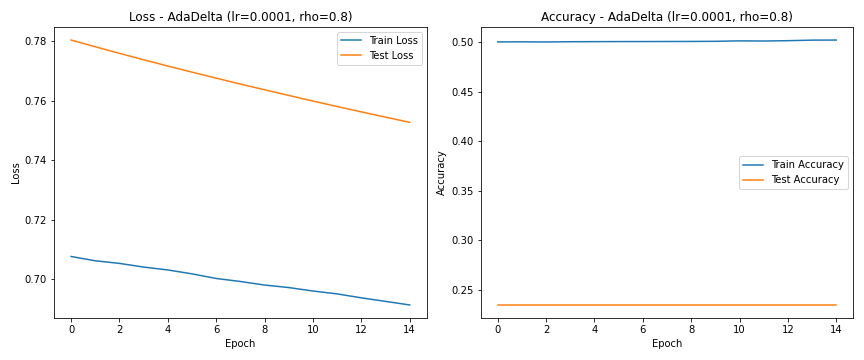 Loss - AdaDelta (lr=0.0001, rho=0.8)
0.78
0.76
0.74
0.72
0.70
Loss
0 2 4 6 8 10 12 14
Epoch
Train Loss
Test Loss
Accuracy - AdaDelta (lr=0.0001, rho=0.8)
0.50
0.45
0.40
0.35
0.30
0.25
Accuracy
0 2 4 6 8 10 12 14
Epoch
Train Accuracy
Test Accuracy